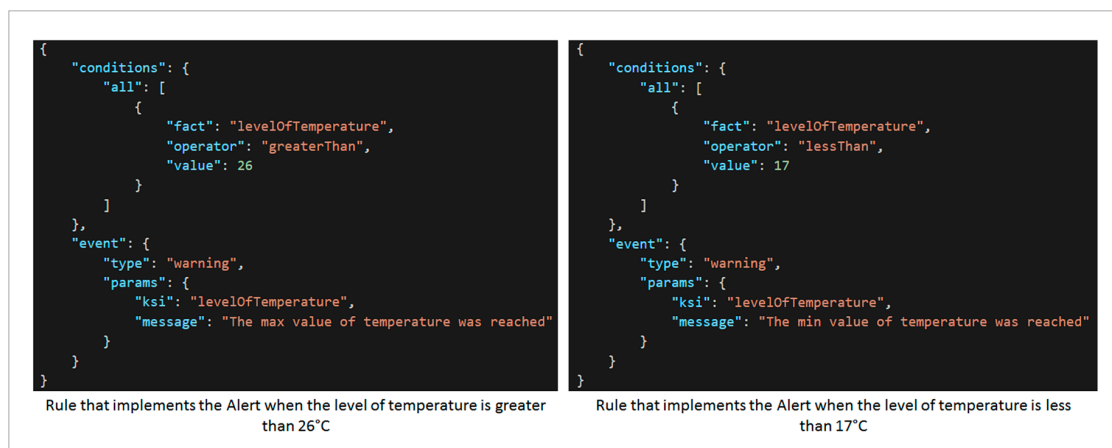 {
    "conditions": {
        "all": [
            {
                "fact": "levelOfTemperature",
                "operator": "greaterThan",
                "value": 26
            }
        ]
    },
    "event": {
        "type": "warning",
        "params": {
            "ksi": "levelOfTemperature",
            "message": "The max value of temperature was reached"
        }
    }
}
Rule that implements the Alert when the level of temperature is greater
than 26°C
{
    "conditions": {
        "all": [
            {
                "fact": "levelOfTemperature",
                "operator": "lessThan",
                "value": 17
            }
        ]
    },
    "event": {
        "type": "warning",
        "params": {
            "ksi": "levelOfTemperature",
            "message": "The min value of temperature was reached"
        }
    }
}
Rule that implements the Alert when the level of temperature is less
than 17°C